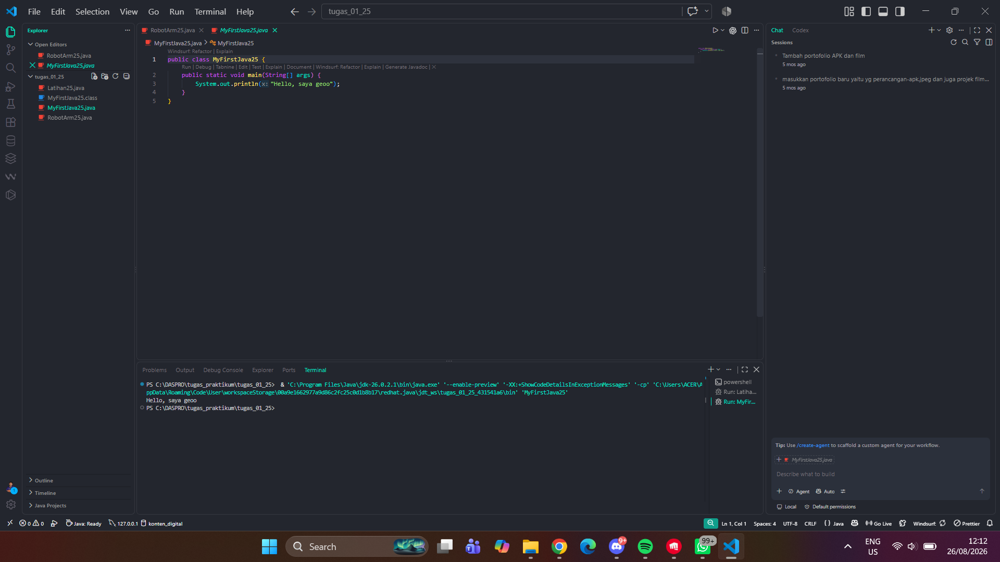 File Edit Selection View Go Run Terminal Help
tugas_01_25
Explorer
Open Editors
RobotArm25.java
MyFirstJava25.java
tugas_01_25
Latihan25.java
MyFirstJava25.class
MyFirstJava25.java
RobotArm25.java
Outline
Timeline
Java Projects
RobotArm25.java
MyFirstJava25.java
MyFirstJava25.java > MyFirstJava25
Windsurf: Refactor | Explain
1 public class MyFirstJava25 {
Run | Debug | Tabnine | Edit | Test | Explain | Document | Windsurf: Refactor | Explain | Generate Javadoc | X
2 public static void main(String[] args) {
3 System.out.println(x: "Hello, saya geoo");
4 }
5 }
Problems Output Debug Console Explorer Ports Terminal
PS C:\DASPRO\tugas_praktikum\tugas_01_25> & 'C:\Program Files\Java\jdk-26.0.2.1\bin\java.exe' '--enable-preview' '-XX:+ShowCodeDetailsInExceptionMessages' '-cp' 'C:\Users\ACER\A
ppData\Roaming\Code\User\workspaceStorage\00a9e1662977a9d86c2fc25c0d1b8b17\redhat.java\jdt_ws\tugas_01_25_431541a6\bin' 'MyFirstJava25'
Hello, saya geoo
PS C:\DASPRO\tugas_praktikum\tugas_01_25>
powershell
Run: Latiha...
Run: MyFir...
Chat Codex
Sessions
Tambah portofolio APK dan film
5 mos ago
masukkan portofolio baru yaitu yg perancangan-apk.jpeg dan juga projek film...
5 mos ago
Tip: Use /create-agent to scaffold a custom agent for your workflow.
MyFirstJava25.java
Describe what to build
Agent Auto
Local Default permissions
0 0 Java: Ready 127.0.0.1 konten_digital
Ln 1, Col 1 Spaces: 4 UTF-8 CRLF { } Java Go Live Windsurf: Prettier
Search
9+
99+
ENG
US
12:12
26/08/2026